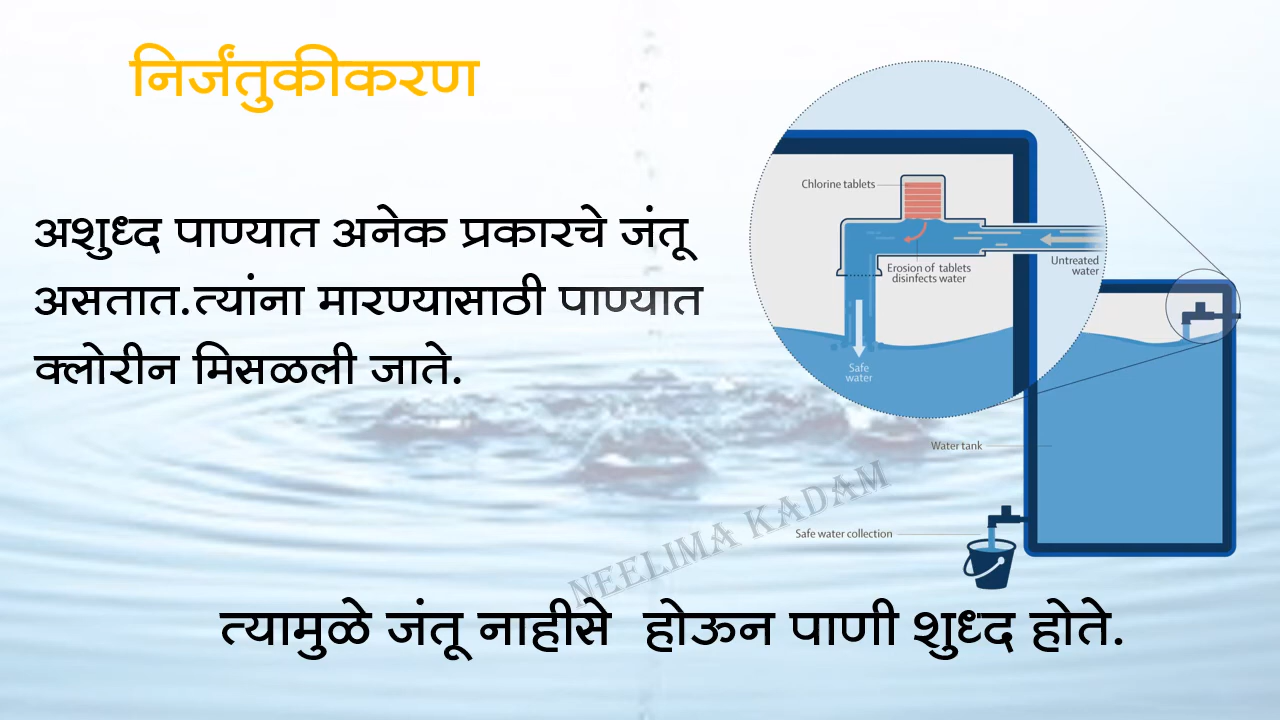 निर्जंतुकीकरण
अशुध्द पाण्यात अनेक प्रकारचे जंतू
असतात.त्यांना मारण्यासाठी पाण्यात
क्लोरीन मिसळली जाते.
Chlorine tablets
Erosion of tablets
disinfects water
Untreated
water
Safe
water
Water tank
Safe water collection
NEELIMA KADAM
त्यामुळे जंतू नाहीसे होऊन पाणी शुध्द होते.